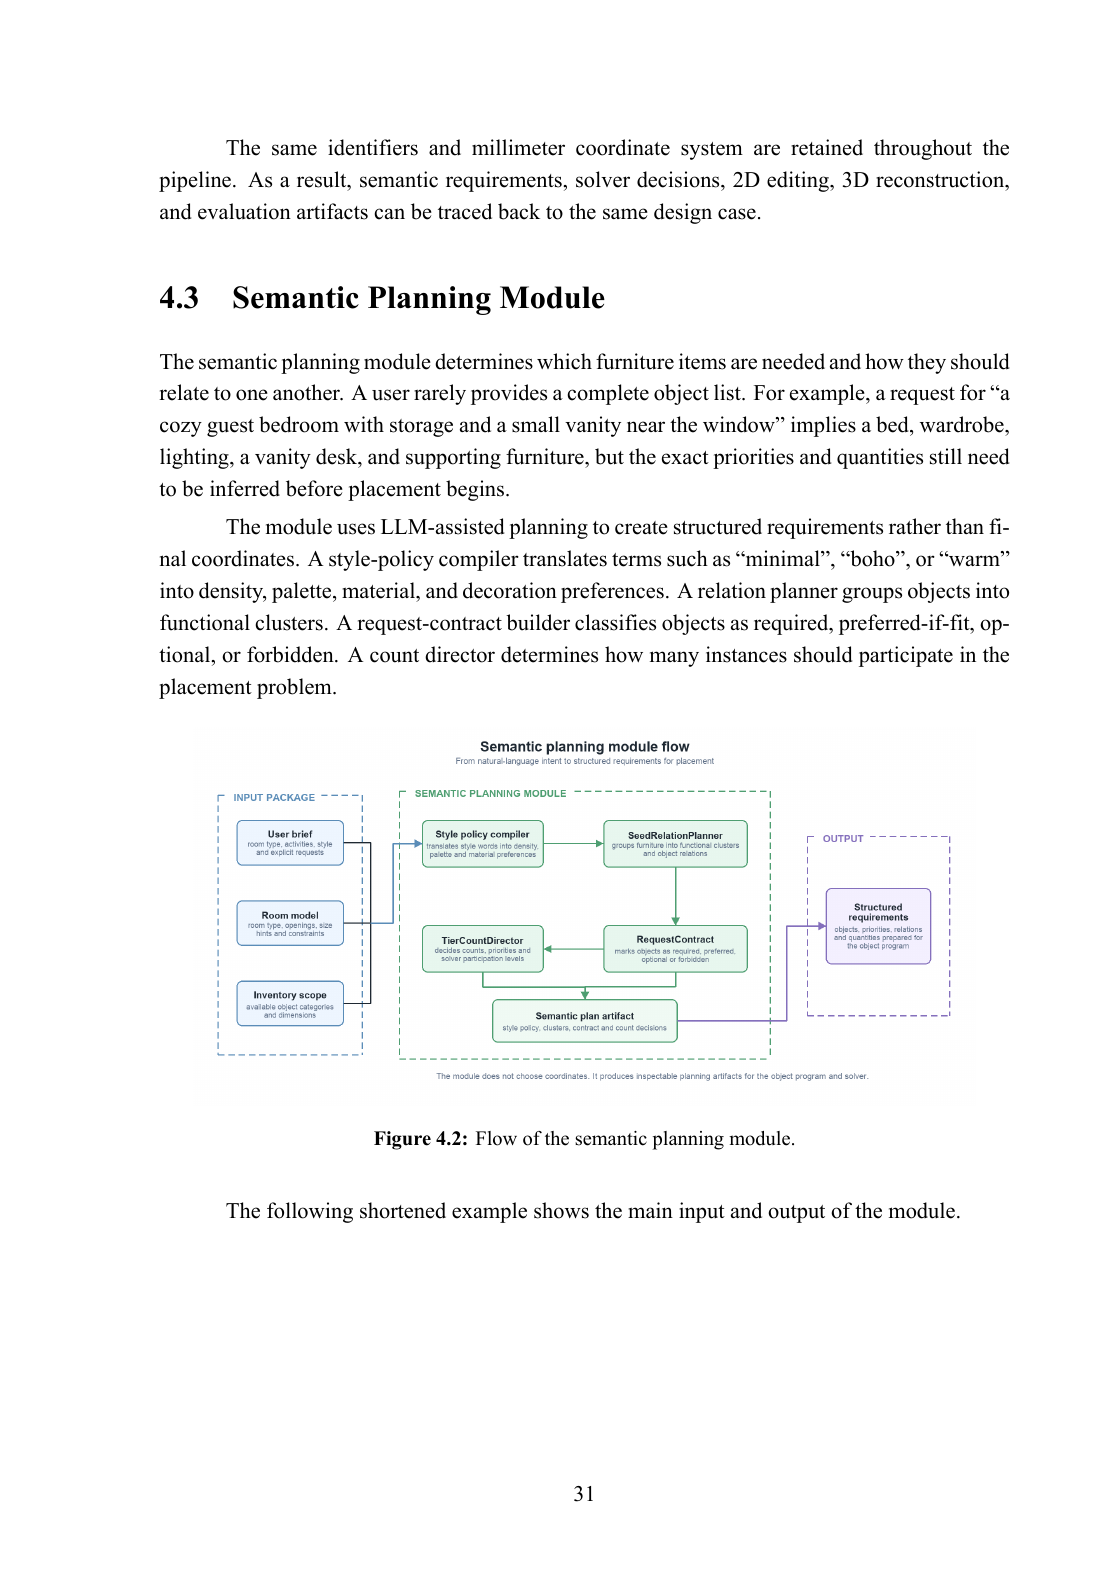 The same identifiers and millimeter coordinate system are retained throughout the
pipeline. As a result, semantic requirements, solver decisions, 2D editing, 3D reconstruction,
and evaluation artifacts can be traced back to the same design case.
4.3 Semantic Planning Module
The semantic planning module determines which furniture items are needed and how they should
relate to one another. A user rarely provides a complete object list. For example, a request for “a
cozy guest bedroom with storage and a small vanity near the window” implies a bed, wardrobe,
lighting, a vanity desk, and supporting furniture, but the exact priorities and quantities still need
to be inferred before placement begins.
The module uses LLM-assisted planning to create structured requirements rather than fi-
nal coordinates. A style-policy compiler translates terms such as “minimal”, “boho”, or “warm”
into density, palette, material, and decoration preferences. A relation planner groups objects into
functional clusters. A request-contract builder classifies objects as required, preferred-if-fit, op-
tional, or forbidden. A count director determines how many instances should participate in the
placement problem.
Semantic planning module flow
From natural-language intent to structured requirements for placement
INPUT PACKAGE
User brief
room type, activities, style
and explicit requests
Room model
room type, openings, size
hints and constraints
Inventory scope
available object categories
and dimensions
SEMANTIC PLANNING MODULE
Style policy compiler
translates style words into density,
palette and material preferences
SeedRelationPlanner
groups furniture into functional clusters
and object relations
TierCountDirector
decides counts, priorities and
solver participation levels
RequestContract
marks objects as required, preferred,
optional or forbidden
Semantic plan artifact
style policy, clusters, contract and count decisions
OUTPUT
Structured
requirements
objects, priorities, relations
and quantities prepared for
the object program
The module does not choose coordinates. It produces inspectable planning artifacts for the object program and solver.
Figure 4.2: Flow of the semantic planning module.
The following shortened example shows the main input and output of the module.
31